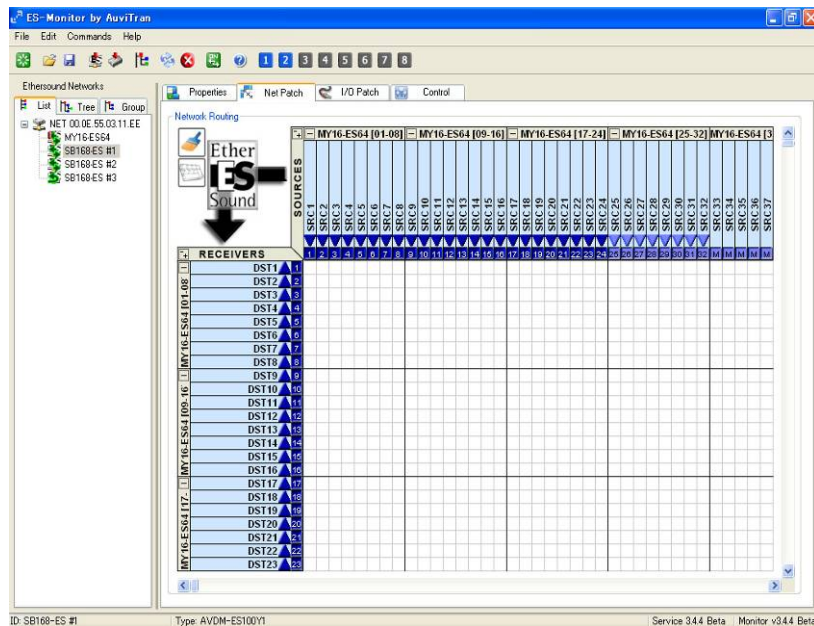 ES-Monitor by AuviTran
File Edit Commands Help
1 2 3 4 5 6 7 8
Ethersound Networks
List Tree Group
NET 00.0E.55.03.11.EE
MY16-ES64
SB168-ES #1
SB168-ES #2
SB168-ES #3
Properties Net Patch I/O Patch Control
Network Routing
Ether
ES
Sound
SOURCES
MY16-ES64 [01-08] MY16-ES64 [09-16] MY16-ES64 [17-24] MY16-ES64 [25-32] MY16-ES64 [3
SRC1 SRC2 SRC3 SRC4 SRC5 SRC6 SRC7 SRC8 SRC9 SRC10 SRC11 SRC12 SRC13 SRC14 SRC15 SRC16 SRC17 SRC18 SRC19 SRC20 SRC21 SRC22 SRC23 SRC24 SRC25 SRC26 SRC27 SRC28 SRC29 SRC30 SRC31 SRC32 SRC33 SRC34 SRC35 SRC36 SRC37
RECEIVERS
1 2 3 4 5 6 7 8 9 10 11 12 13 14 15 16 17 18 19 20 21 22 23 24 25 26 27 28 29 30 31 32 M M M M M
MY16-ES64 [01-08
DST1 1
DST2 2
DST3 3
DST4 4
DST5 5
DST6 6
DST7 7
DST8 8
MY16-ES64 [09-16
DST9 9
DST10 10
DST11 11
DST12 12
DST13 13
DST14 14
DST15 15
DST16 16
MY16-ES64 [17-
DST17 17
DST18 18
DST19 19
DST20 20
DST21 21
DST22 22
DST23 23
ID: SB168-ES #1 Type: AVDM-ES100Y1 Service 3.4.4 Beta Monitor v3.4.4 Beta